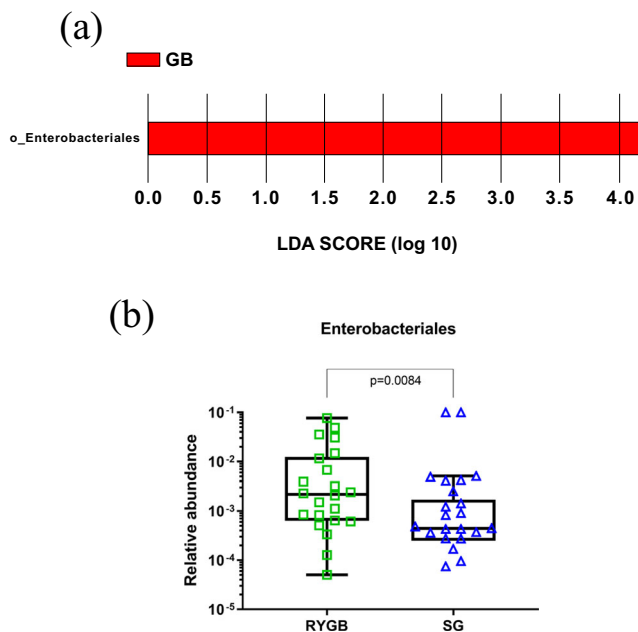 (a)
GB
o_Enterobacteriales
0.0 0.5 1.0 1.5 2.0 2.5 3.0 3.5 4.0
LDA SCORE (log 10)
(b)
Enterobacteriales
p=0.0084
Relative abundance
10⁻¹
10⁻²
10⁻³
10⁻⁴
10⁻⁵
RYGB SG